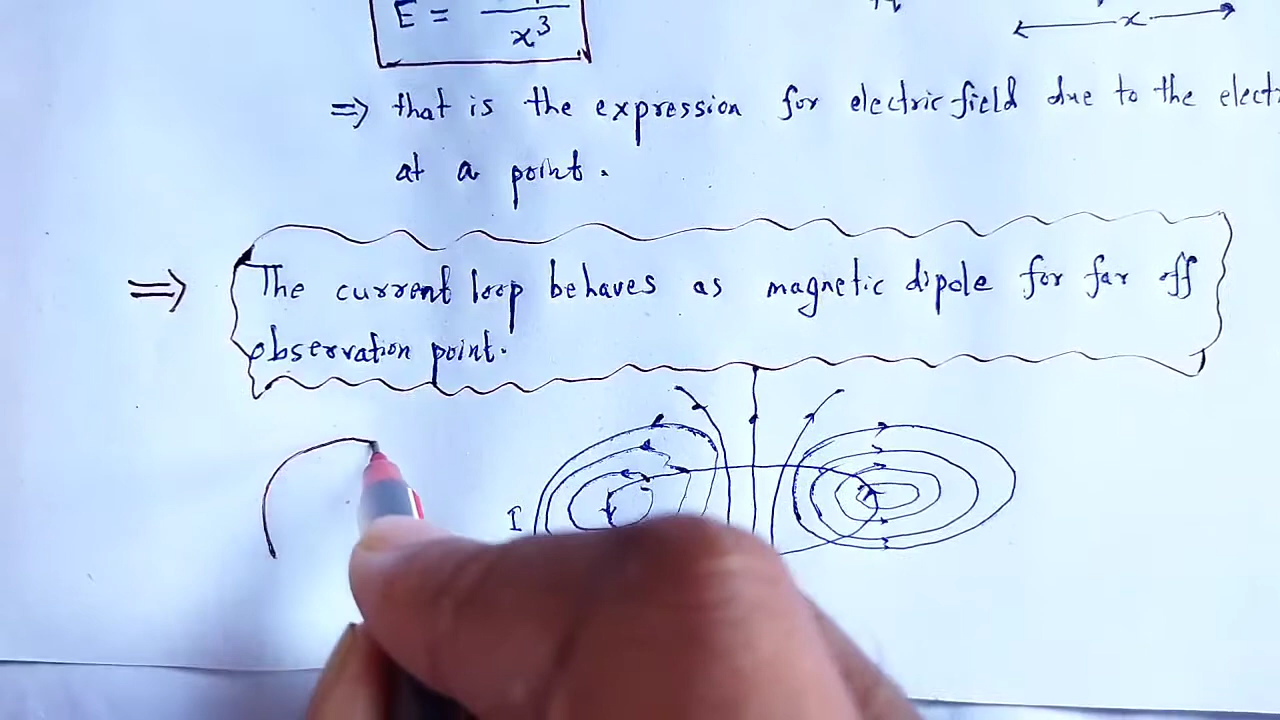 E = x³
x
⇒ that is the expression for electric field due to the elect
at a point.
⇒ The current loop behaves as magnetic dipole for far off
observation point.
I